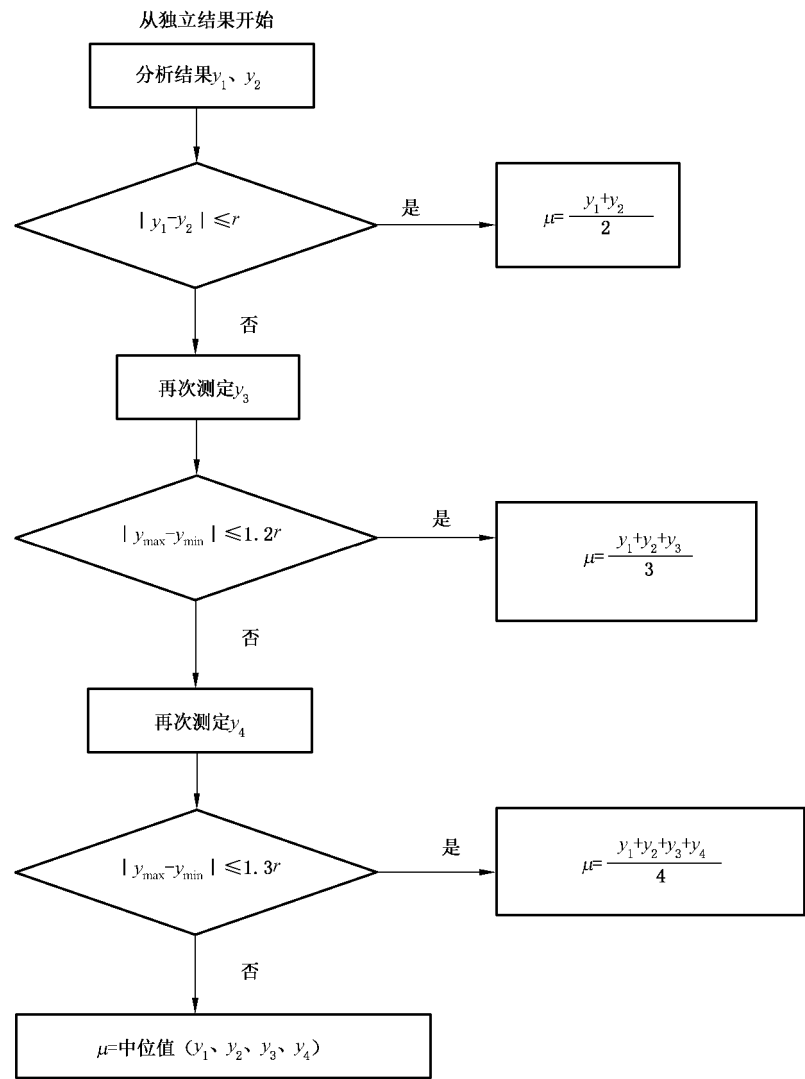 从独立结果开始
分析结果y₁、y₂
|y₁-y₂|≤r
是
μ=(y₁+y₂)/2
否
再次测定y₃
|yₘₐₓ-yₘᵢₙ|≤1.2r
是
μ=(y₁+y₂+y₃)/3
否
再次测定y₄
|yₘₐₓ-yₘᵢₙ|≤1.3r
是
μ=(y₁+y₂+y₃+y₄)/4
否
μ=中位值（y₁、y₂、y₃、y₄）